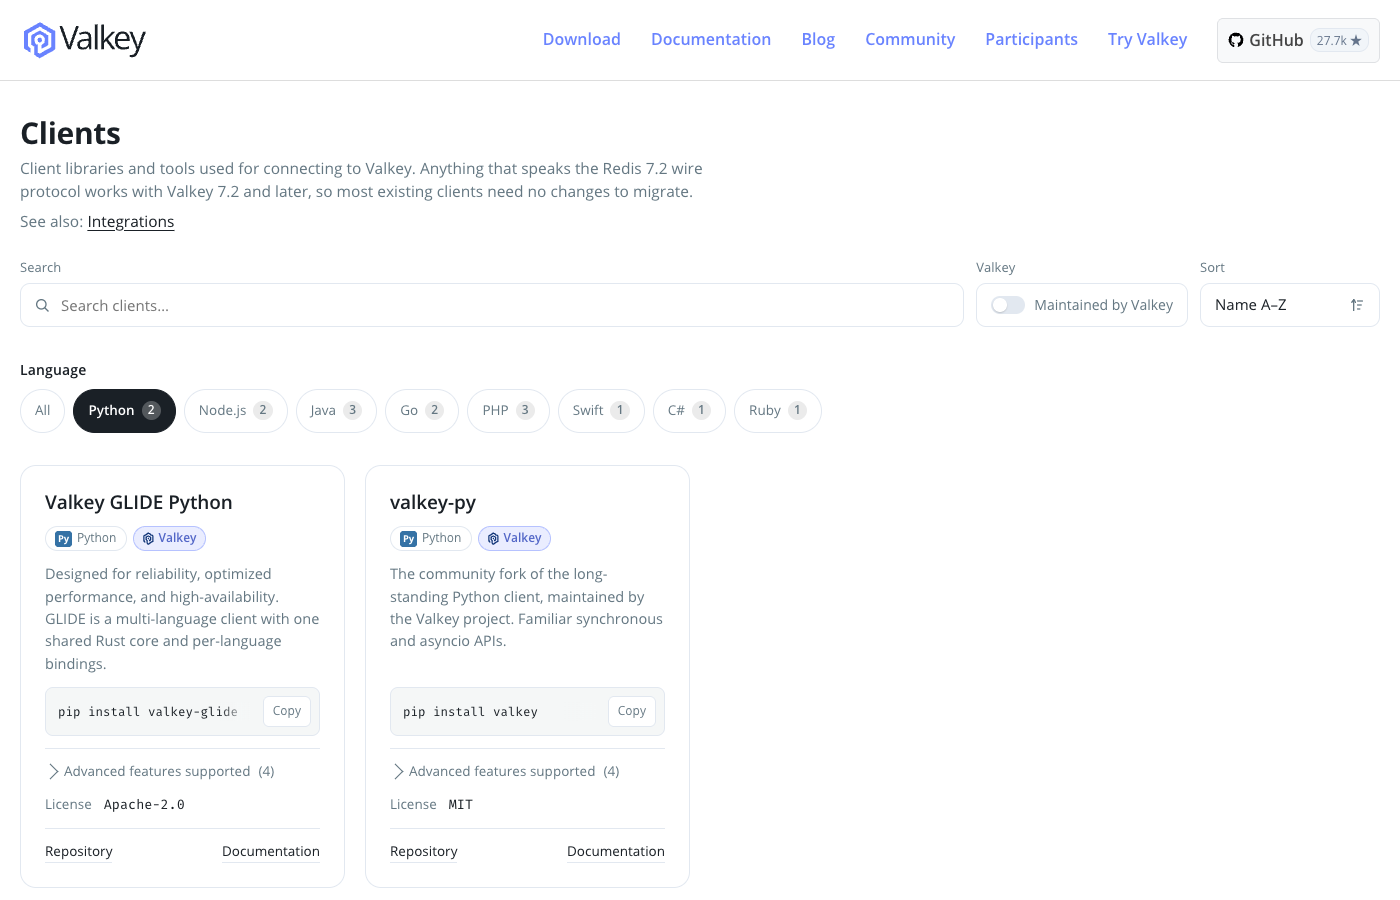 Valkey
Download
Documentation
Blog
Community
Participants
Try Valkey
GitHub 27.7k
Clients
Client libraries and tools used for connecting to Valkey. Anything that speaks the Redis 7.2 wire
protocol works with Valkey 7.2 and later, so most existing clients need no changes to migrate.
See also: Integrations
Search
Search clients...
Valkey
Maintained by Valkey
Sort
Name A–Z
Language
All
Python 2
Node.js 2
Java 3
Go 2
PHP 3
Swift 1
C# 1
Ruby 1
Valkey GLIDE Python
Py Python
Valkey
Designed for reliability, optimized
performance, and high-availability.
GLIDE is a multi-language client with one
shared Rust core and per-language
bindings.
pip install valkey-glide
Copy
Advanced features supported (4)
License Apache-2.0
Repository
Documentation
valkey-py
Py Python
Valkey
The community fork of the long-
standing Python client, maintained by
the Valkey project. Familiar synchronous
and asyncio APIs.
pip install valkey
Copy
Advanced features supported (4)
License MIT
Repository
Documentation